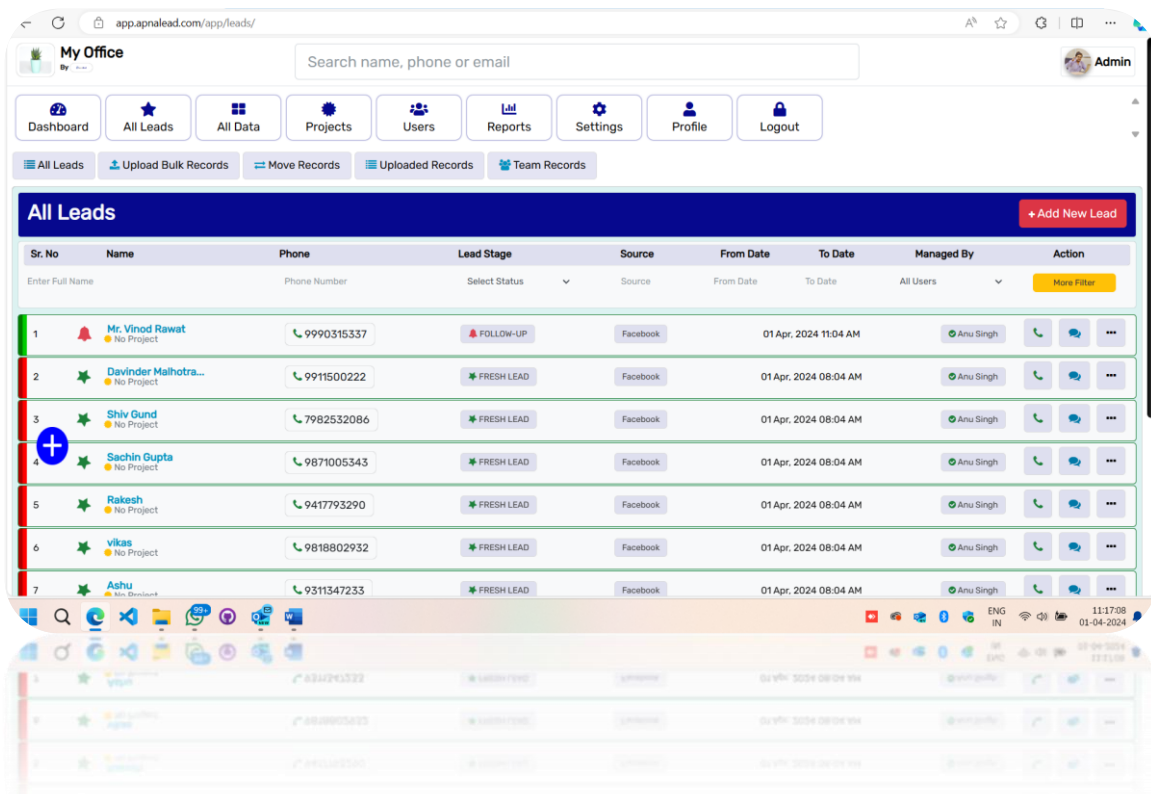 app.apnalead.com/app/leads/
My Office
By
Search name, phone or email
Admin
Dashboard All Leads All Data Projects Users Reports Settings Profile Logout
All Leads Upload Bulk Records Move Records Uploaded Records Team Records
All Leads + Add New Lead
Sr. No Name Phone Lead Stage Source From Date To Date Managed By Action
Enter Full Name Phone Number Select Status Source From Date To Date All Users More Filter
1 Mr. Vinod Rawat 9990315337 FOLLOW-UP Facebook 01 Apr, 2024 11:04 AM Anu Singh
No Project
2 Davinder Malhotra... 9911500222 FRESH LEAD Facebook 01 Apr, 2024 08:04 AM Anu Singh
No Project
3 Shiv Gund 7982532086 FRESH LEAD Facebook 01 Apr, 2024 08:04 AM Anu Singh
No Project
4 Sachin Gupta 9871005343 FRESH LEAD Facebook 01 Apr, 2024 08:04 AM Anu Singh
No Project
5 Rakesh 9417793290 FRESH LEAD Facebook 01 Apr, 2024 08:04 AM Anu Singh
No Project
6 vikas 9818802932 FRESH LEAD Facebook 01 Apr, 2024 08:04 AM Anu Singh
No Project
7 Ashu 9311347233 FRESH LEAD Facebook 01 Apr, 2024 08:04 AM Anu Singh
No Project
99+ ENG 11:17:08
IN 01-04-2024